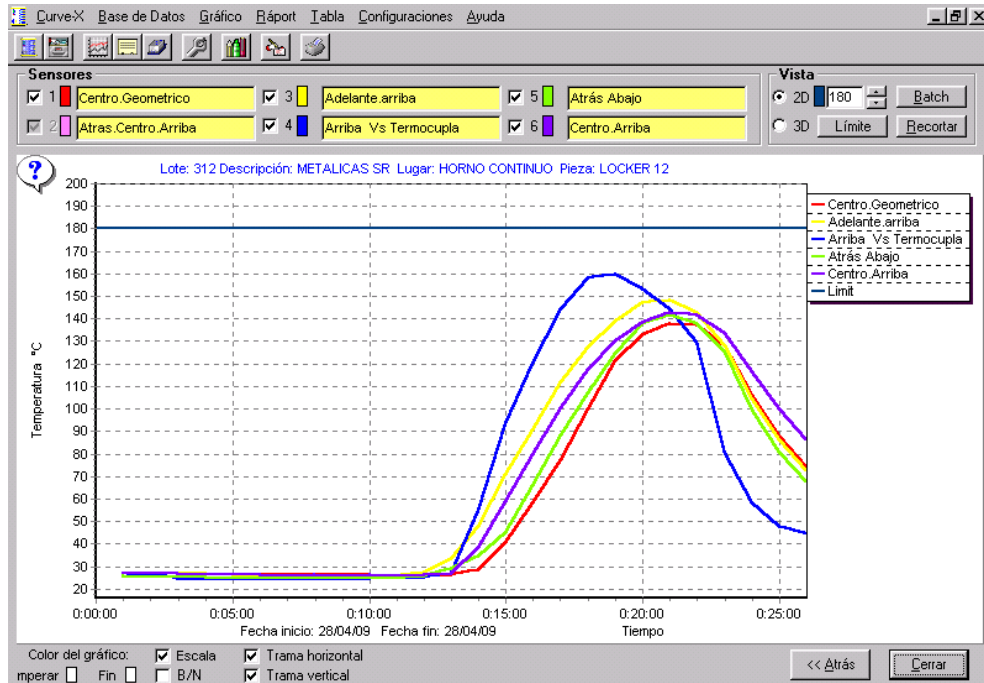 Curve-X Base de Datos Gráfico Ráport Tabla Configuraciones Ayuda
Sensores
1 Centro.Geometrico 3 Adelante.arriba 5 Atrás Abajo
2 Atras.Centro.Arriba 4 Arriba Vs Termocupla 6 Centro.Arriba
Vista
2D 180 Batch
3D Límite Recortar
?
Lote: 312 Descripción: METALICAS SR Lugar: HORNO CONTINUO Pieza: LOCKER 12
200
190
180
170
160
150
140
130
120
110
100
90
80
70
60
50
40
30
20
Temperatura °C
Centro.Geometrico
Adelante.arriba
Arriba Vs Termocupla
Atrás Abajo
Centro.Arriba
Limit
0:00:00 0:05:00 0:10:00 0:15:00 0:20:00 0:25:00
Fecha inicio: 28/04/09 Fecha fin: 28/04/09 Tiempo
Color del gráfico: Escala Trama horizontal
mperar Fin B/N Trama vertical
<< Atrás Cerrar